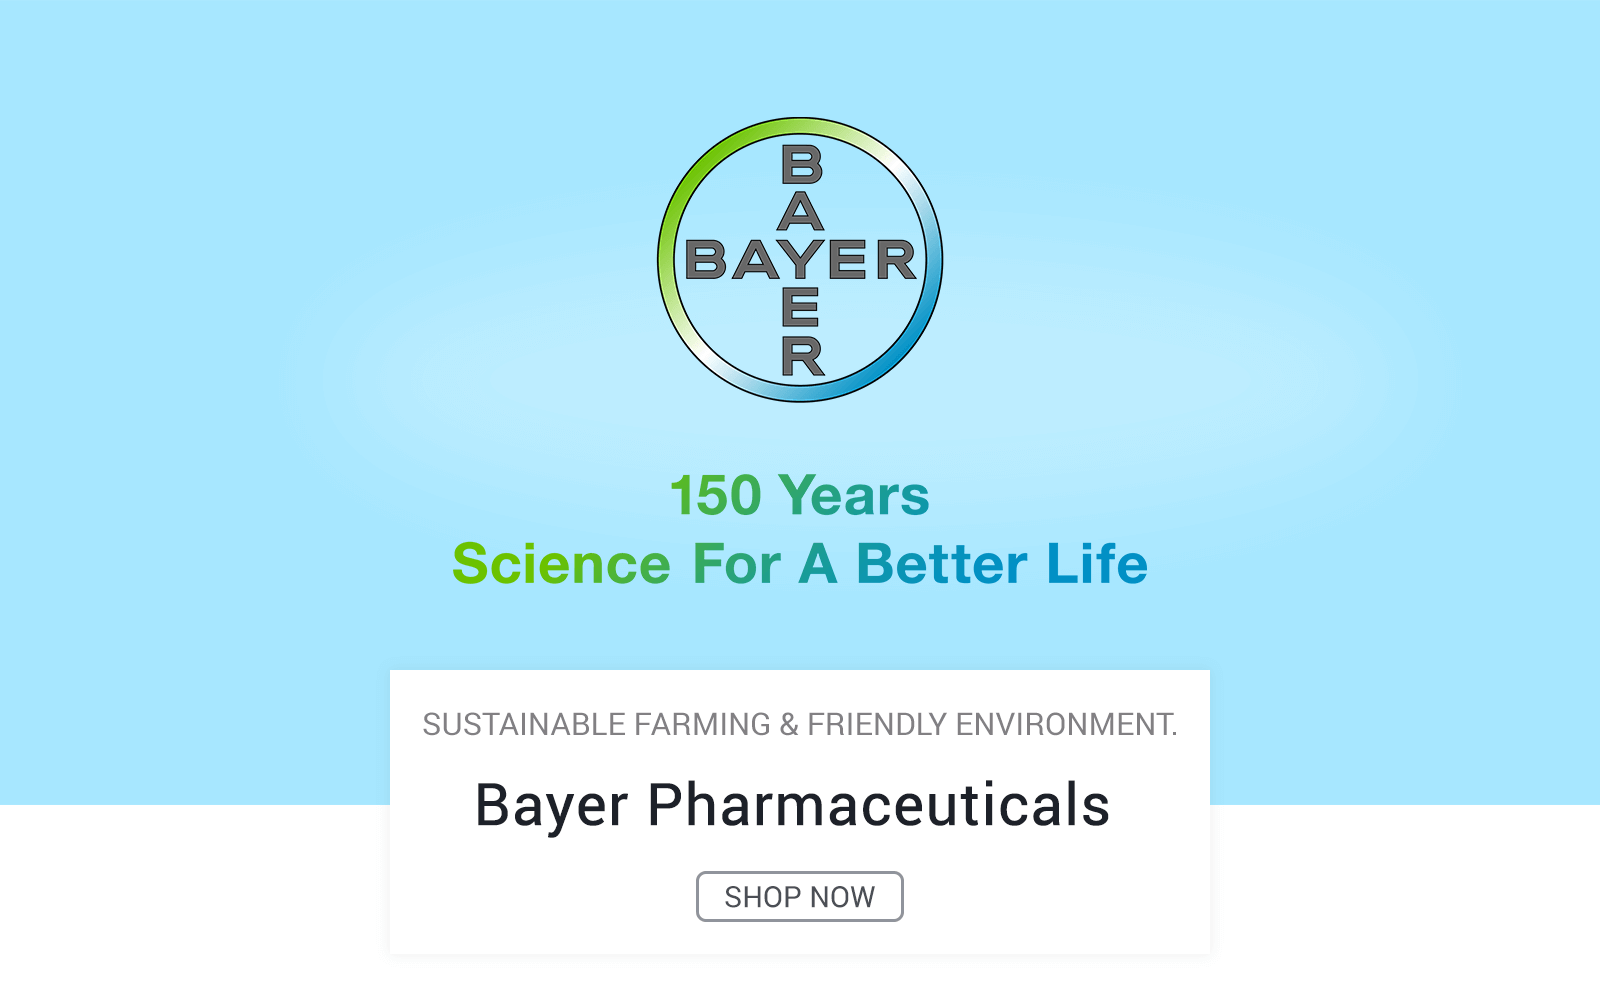 BAYER
BAYER
150 Years
Science For A Better Life
SUSTAINABLE FARMING & FRIENDLY ENVIRONMENT.
Bayer Pharmaceuticals
SHOP NOW